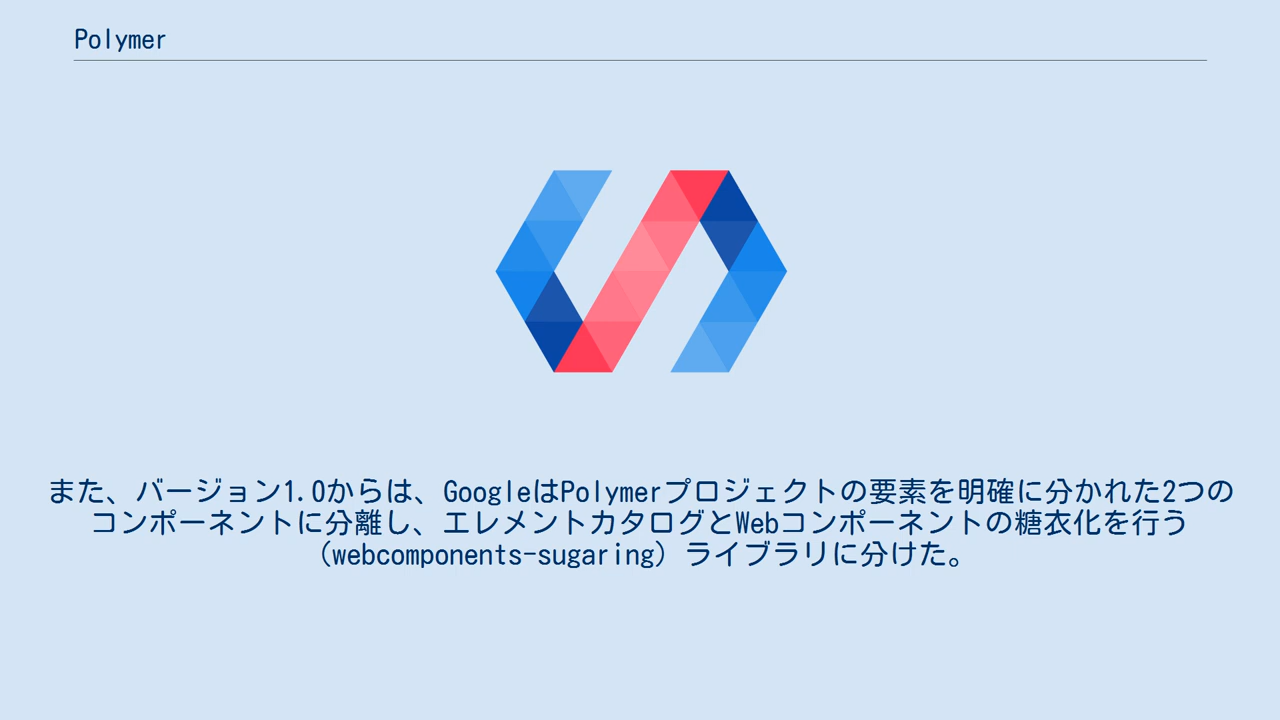 Polymer
また、バージョン1.0からは、GoogleはPolymerプロジェクトの要素を明確に分かれた2つの
コンポーネントに分離し、エレメントカタログとWebコンポーネントの糖衣化を行う
（webcomponents-sugaring）ライブラリに分けた。